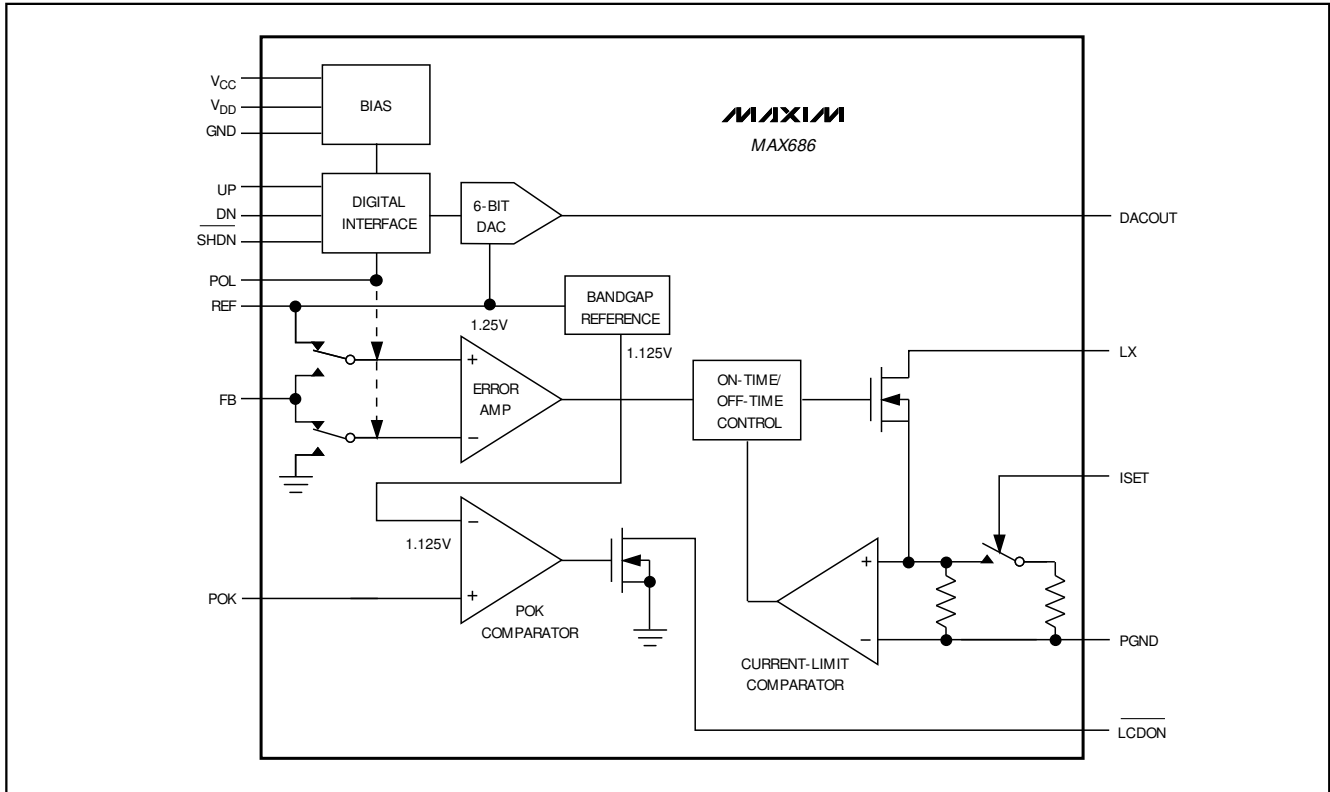 VCC
VDD
GND
BIAS
MAXIM
MAX686
UP
DN
SHDN
DIGITAL
INTERFACE
6-BIT
DAC
DACOUT
POL
REF
1.25V
BANDGAP
REFERENCE
1.125V
FB
+
ERROR
AMP
−
ON-TIME/
OFF-TIME
CONTROL
LX
ISET
−
1.125V
+
POK
POK
COMPARATOR
+
−
CURRENT-LIMIT
COMPARATOR
PGND
LCDON